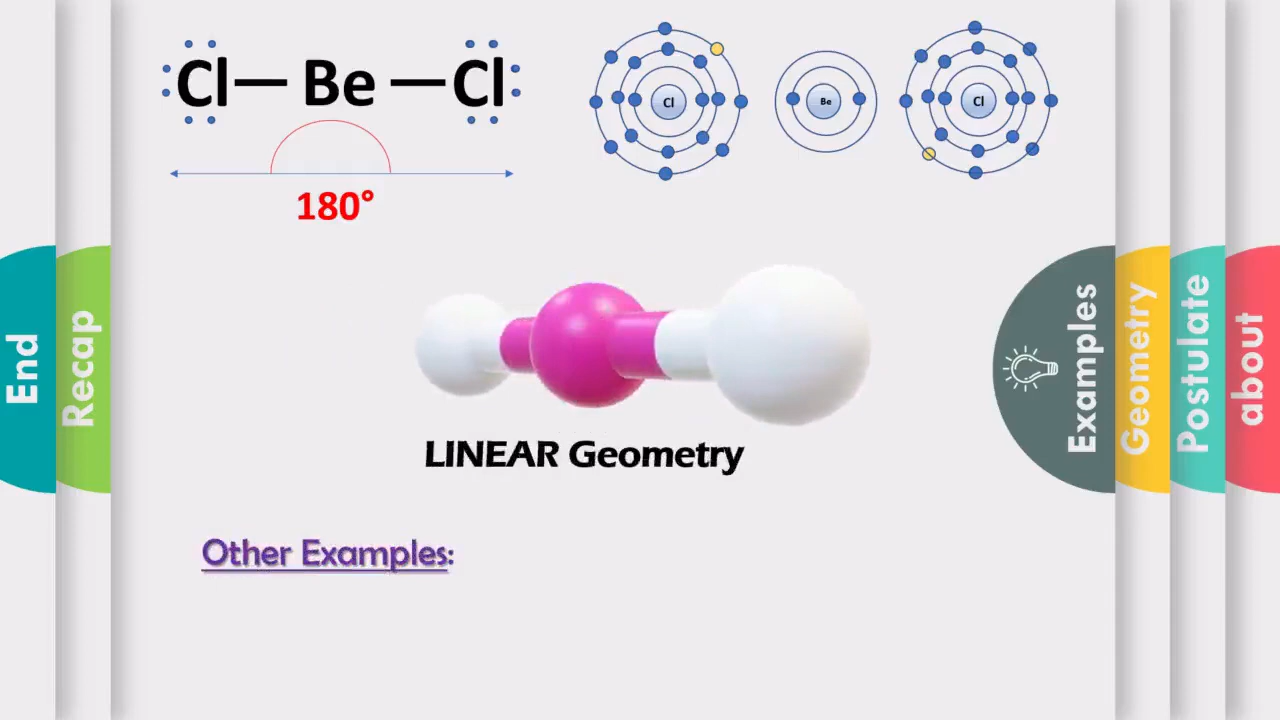 Cl — Be — Cl
180°
Cl
Be
Cl
LINEAR Geometry
Other Examples:
End
Recap
Examples
Geometry
Postulate
about